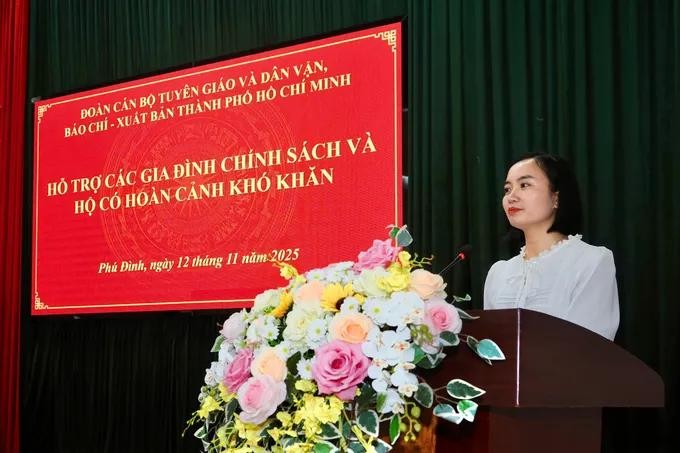 ĐOÀN CÁN BỘ TUYÊN GIÁO VÀ DÂN VẬN,
BÁO CHÍ - XUẤT BẢN THÀNH PHỐ HỒ CHÍ MINH
HỖ TRỢ CÁC GIA ĐÌNH CHÍNH SÁCH VÀ
HỘ CÓ HOÀN CẢNH KHÓ KHĂN
Phú Đình, ngày 12 tháng 11 năm 2025